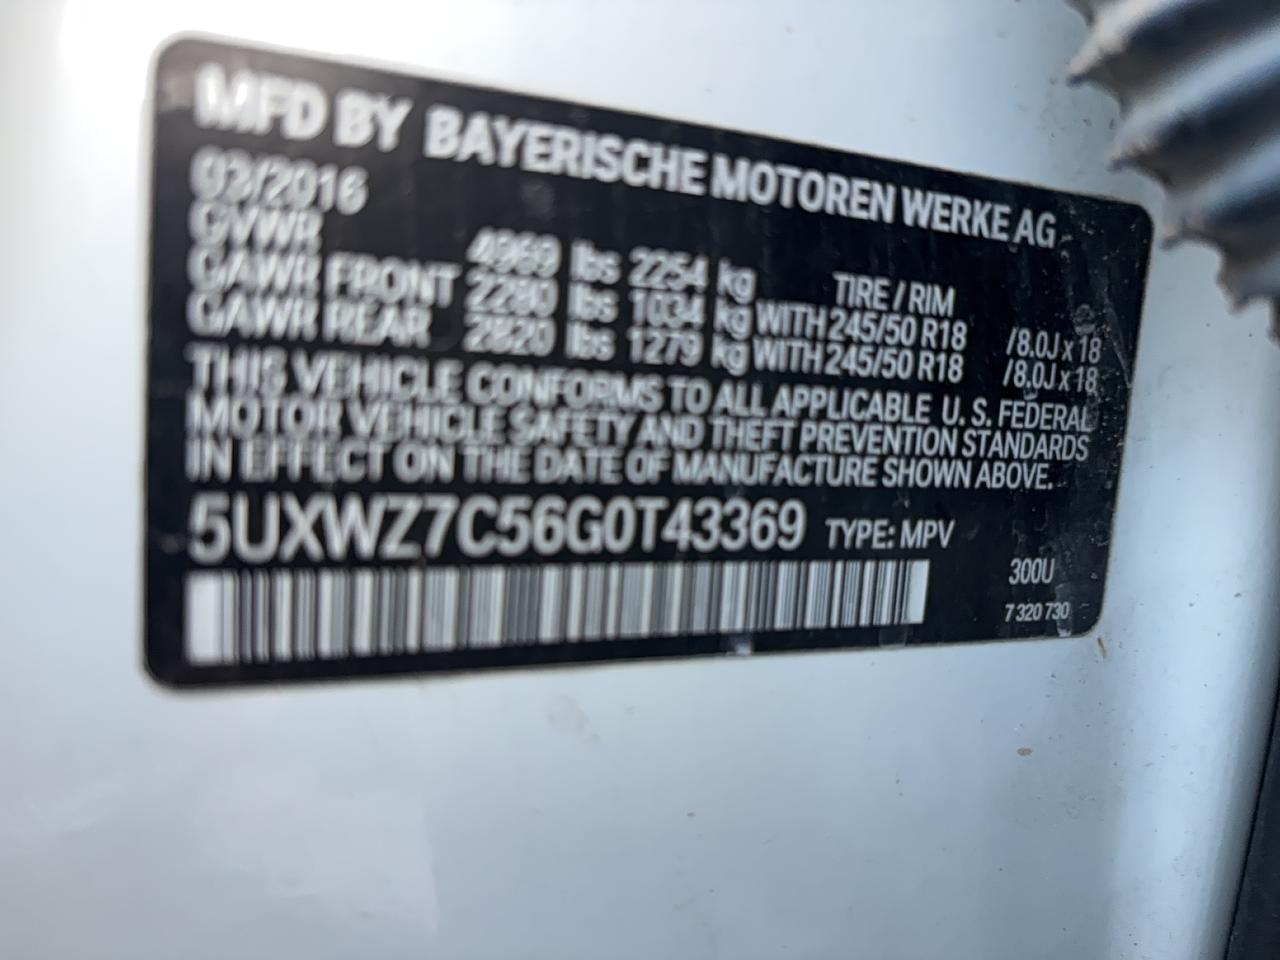 MFD BY BAYERISCHE MOTOREN WERKE AG
03/2016
GVWR 4969 lbs 2254 kg TIRE / RIM
GAWR FRONT 2280 lbs 1034 kg WITH 245/50 R18 /8.0J x 18
GAWR REAR 2820 lbs 1279 kg WITH 245/50 R18 /8.0J x 18
THIS VEHICLE CONFORMS TO ALL APPLICABLE U. S. FEDERAL
MOTOR VEHICLE SAFETY AND THEFT PREVENTION STANDARDS
IN EFFECT ON THE DATE OF MANUFACTURE SHOWN ABOVE.
5UXWZ7C56G0T43369 TYPE: MPV
300U
7 320 730